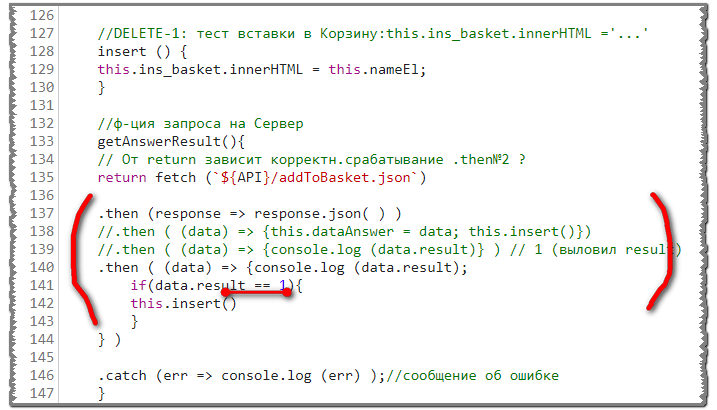 126
127 //DELETE-1: тест вставки в Корзину:this.ins_basket.innerHTML ='...'
128 insert () {
129 this.ins_basket.innerHTML = this.nameEl;
130 }
131
132 //ф-ция запроса на Сервер
133 getAnswerResult(){
134 // От return зависит корректн.срабатывание .then№2 ?
135 return fetch (`${API}/addToBasket.json`)
136
137 .then (response => response.json( ) )
138 //.then ( (data) => {this.dataAnswer = data; this.insert()})
139 //.then ( (data) => {console.log (data.result)} ) // 1 (выловил result)
140 .then ( (data) => {console.log (data.result);
141 if(data.result == 1){
142 this.insert()
143 }
144 } )
145
146 .catch (err => console.log (err) );//сообщение об ошибке
147 }